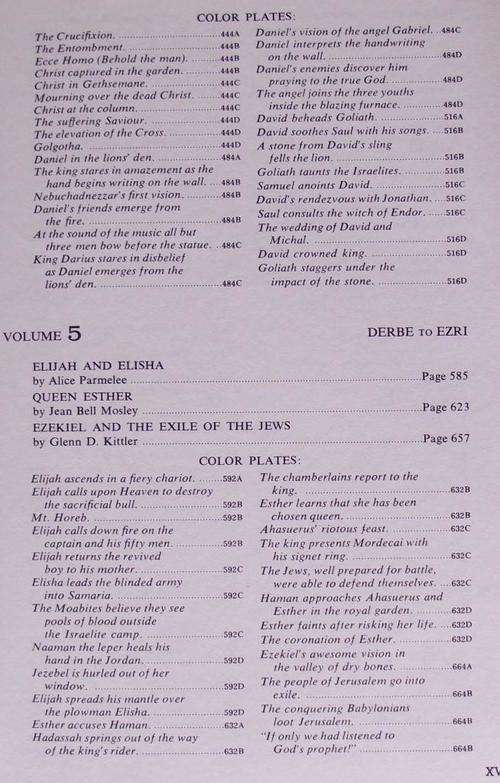 COLOR PLATES:
The Crucifixion. ....................444A
The Entombment. ....................444B
Ecce Homo (Behold the man). ........444B
Christ captured in the garden. .......444B
Christ in Gethsemane. ...............444C
Mourning over the dead Christ. ......444C
Christ at the column. ................444C
The suffering Saviour. ...............444D
The elevation of the Cross. ..........444D
Golgotha. ..........................444D
Daniel in the lions' den. .............484A
The king stares in amazement as the
hand begins writing on the wall. ....484B
Nebuchadnezzar's first vision. ........484B
Daniel's friends emerge from
the fire. ..........................484B
At the sound of the music all but
three men bow before the statue. ..484C
King Darius stares in disbelief
as Daniel emerges from the
lions' den. ........................484C
Daniel's vision of the angel Gabriel. ..484C
Daniel interprets the handwriting
on the wall. .......................484D
Daniel's enemies discover him
praying to the true God. ............484D
The angel joins the three youths
inside the blazing furnace. ..........484D
David beheads Goliath. ..............516A
David soothes Saul with his songs. ...516B
A stone from David's sling
fells the lion. .....................516B
Goliath taunts the Israelites. .........516B
Samuel anoints David. ...............516C
David's rendezvous with Jonathan. ...516C
Saul consults the witch of Endor. .....516C
The wedding of David and
Michal. ...........................516D
David crowned king. ................516D
Goliath staggers under the
impact of the stone. ...............516D
VOLUME 5 DERBE TO EZRI
ELIJAH AND ELISHA
by Alice Parmelee ........................Page 585
QUEEN ESTHER
by Jean Bell Mosley ........................Page 623
EZEKIEL AND THE EXILE OF THE JEWS
by Glenn D. Kittler ........................Page 657
COLOR PLATES:
Elijah ascends in a fiery chariot. ......592A
Elijah calls upon Heaven to destroy
the sacrificial bull. .................592B
Mt. Horeb. .........................592B
Elijah calls down fire on the
captain and his fifty men. ..........592B
Elijah returns the revived
boy to his mother. .................592C
Elisha leads the blinded army
into Samaria. .....................592C
The Moabites believe they see
pools of blood outside
the Israelite camp. ................592C
Naaman the leper heals his
hand in the Jordan. ................592D
Jezebel is hurled out of her
window. ..........................592D
Elijah spreads his mantle over
the plowman Elisha. ...............592D
Esther accuses Haman. ..............632A
Hadassah springs out of the way
of the king's rider. .................632B
The chamberlains report to the
king. .............................632B
Esther learns that she has been
chosen queen. .....................632B
Ahasuerus' riotous feast. ............632C
The king presents Mordecai with
his signet ring. ....................632C
The Jews, well prepared for battle,
were able to defend themselves. ....632C
Haman approaches Ahasuerus and
Esther in the royal garden. .........632D
Esther faints after risking her life. ....632D
The coronation of Esther. ............632D
Ezekiel's awesome vision in
the valley of dry bones. ............664A
The people of Jerusalem go into
exile. ............................664B
The conquering Babylonians
loot Jerusalem. ....................664B
"If only we had listened to
God's prophet!" ...................664B